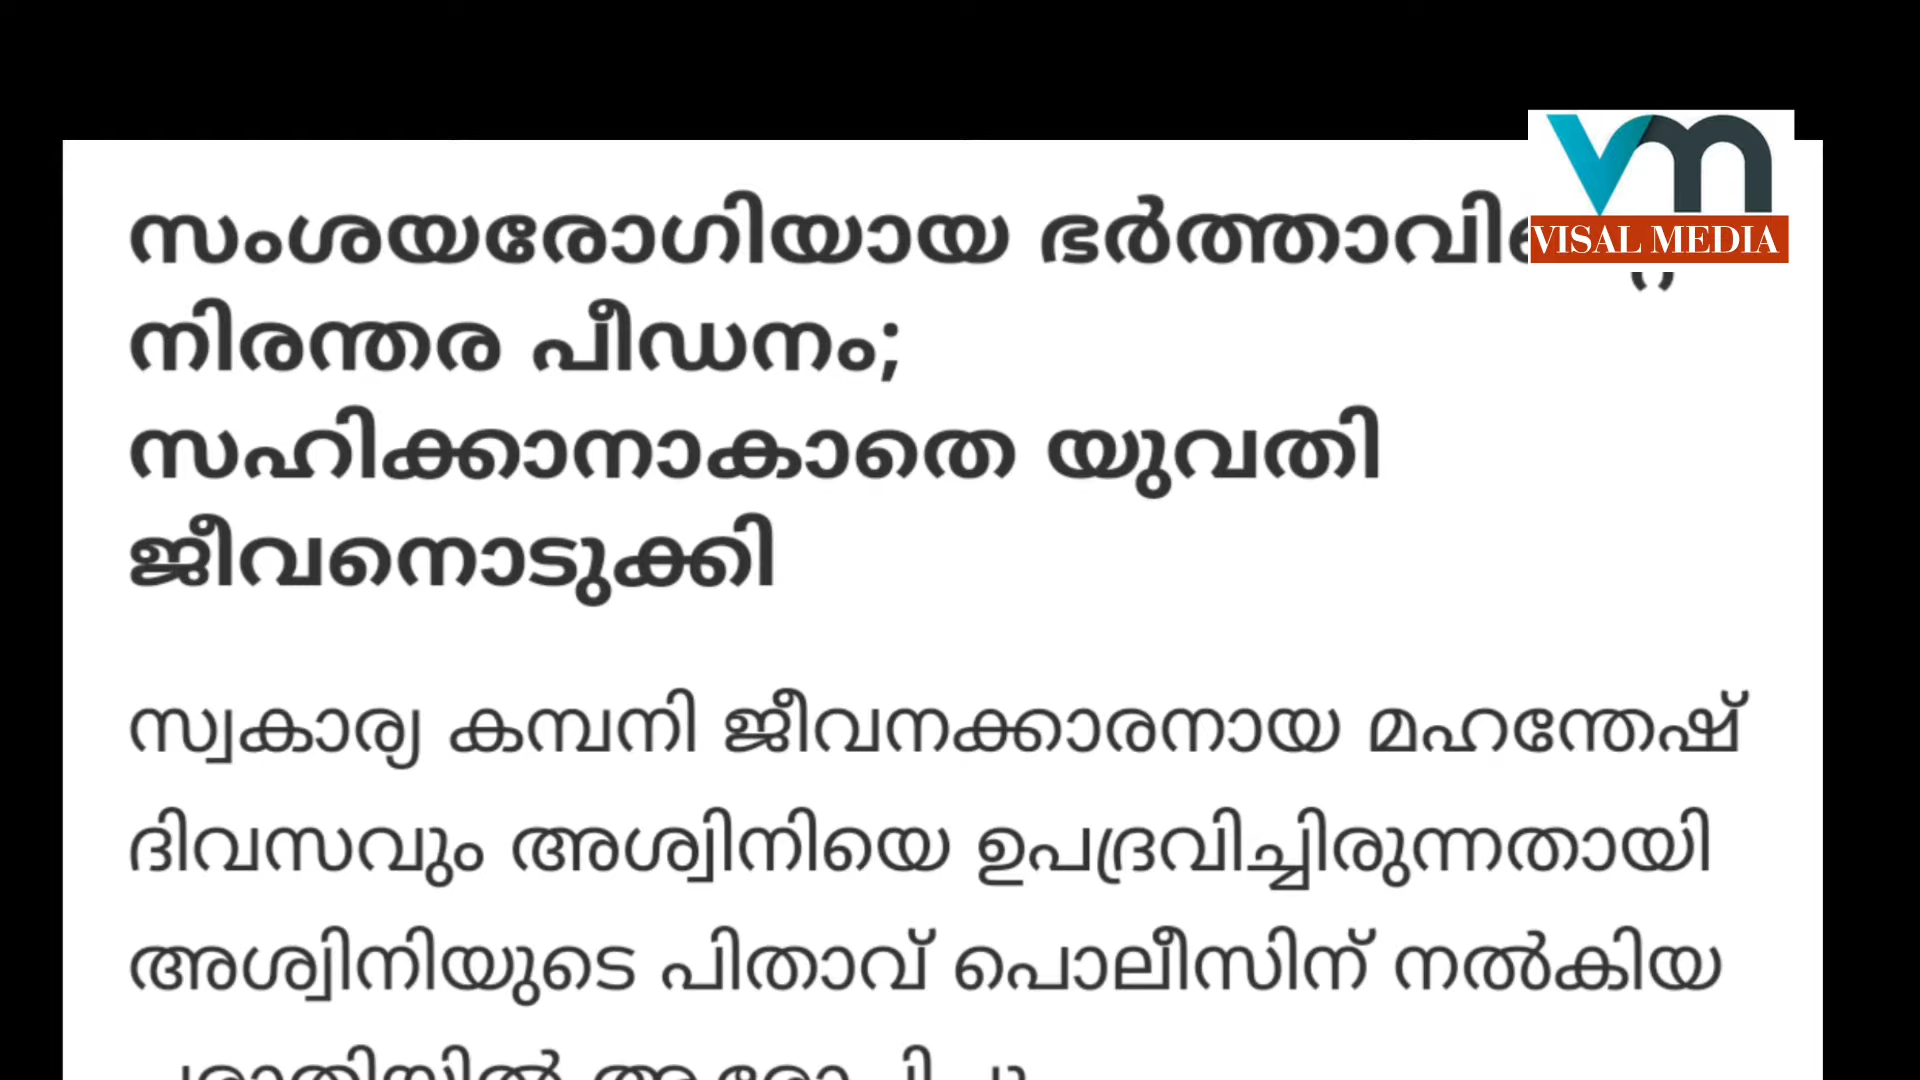 VISAL MEDIA
സംശയരോഗിയായ
നിരന്തര പീഡനം;
സഹിക്കാനാകാതെ യുവതി
ജീവനൊടുക്കി
സ്വകാര്യ കമ്പനി ജീവനക്കാരനായ മഹന്തേഷ്
ദിവസവും അശ്വിനിയെ ഉപദ്രവിച്ചിരുന്നതായി
അശ്വിനിയുടെ പിതാവ് പൊലീസിന് നൽകിയ